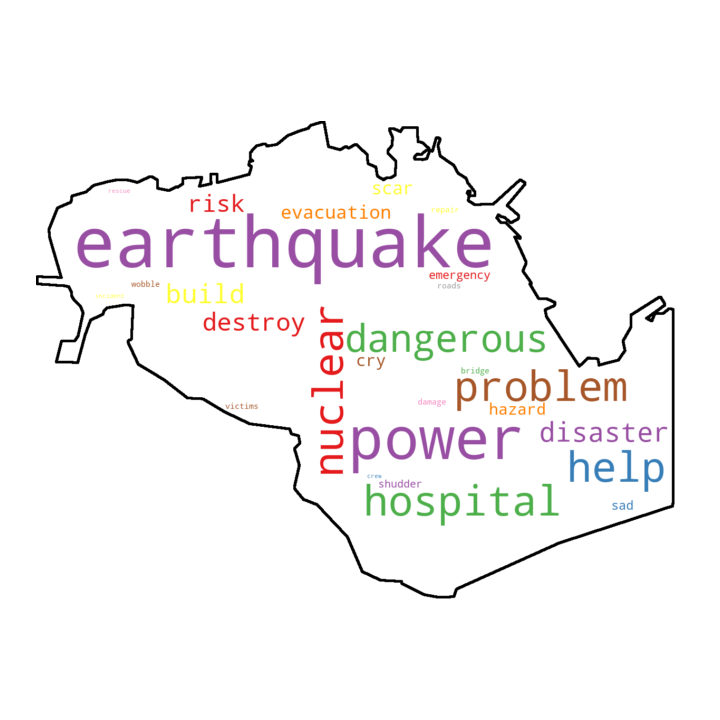 rescue
scar
risk
evacuation
repair
earthquake
emergency
wobble
roads
build
destroy
nuclear
dangerous
cry
bridge
problem
damage
hazard
victims
power
disaster
help
crew
shudder
hospital
sad